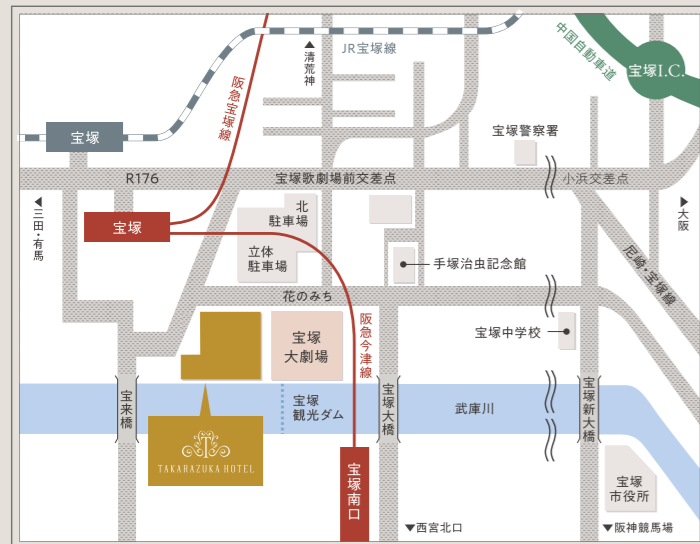 中国自動車道
宝塚I.C.
▲清荒神
JR宝塚線
阪急宝塚線
宝塚
宝塚警察署
R176
宝塚歌劇場前交差点
小浜交差点
◀三田・有馬
宝塚
北
駐車場
立体
駐車場
▶大阪
尼崎・宝塚線
手塚治虫記念館
花のみち
阪急今津線
宝塚
大劇場
宝塚中学校
宝来橋
宝塚
観光ダム
宝塚大橋
武庫川
宝塚新大橋
T
TAKARAZUKA HOTEL
宝塚南口
宝塚
市役所
▼西宮北口
▼阪神競馬場